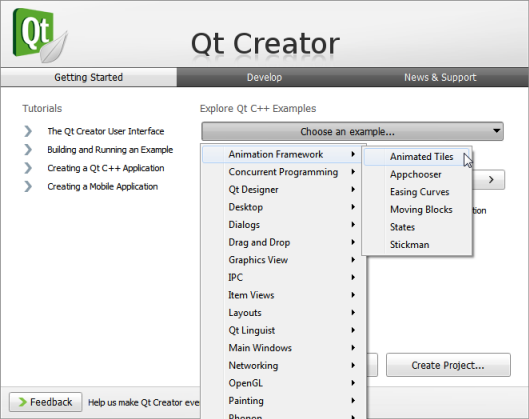 Qt
Qt Creator
Getting Started
Develop
News & Support
Tutorials
The Qt Creator User Interface
Building and Running an Example
Creating a Qt C++ Application
Creating a Mobile Application
Explore Qt C++ Examples
Choose an example...
Animation Framework
Concurrent Programming
Qt Designer
Desktop
Dialogs
Drag and Drop
Graphics View
IPC
Item Views
Layouts
Qt Linguist
Main Windows
Networking
OpenGL
Painting
Phonon
Animated Tiles
Appchooser
Easing Curves
Moving Blocks
States
Stickman
tion
Create Project...
Feedback
Help us make Qt Creator eve